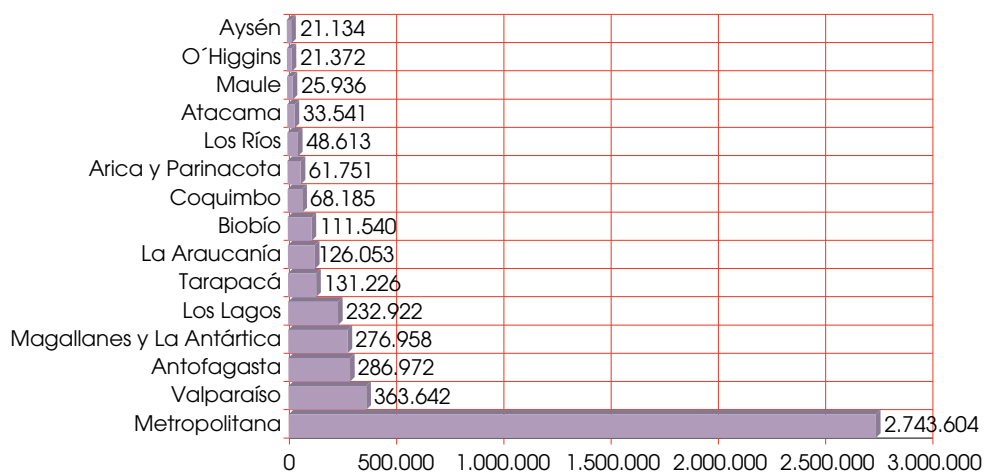 Aysén 21.134
O´Higgins 21.372
Maule 25.936
Atacama 33.541
Los Ríos 48.613
Arica y Parinacota 61.751
Coquimbo 68.185
Biobío 111.540
La Araucanía 126.053
Tarapacá 131.226
Los Lagos 232.922
Magallanes y La Antártica 276.958
Antofagasta 286.972
Valparaíso 363.642
Metropolitana 2.743.604
0 500.000 1.000.000 1.500.000 2.000.000 2.500.000 3.000.000